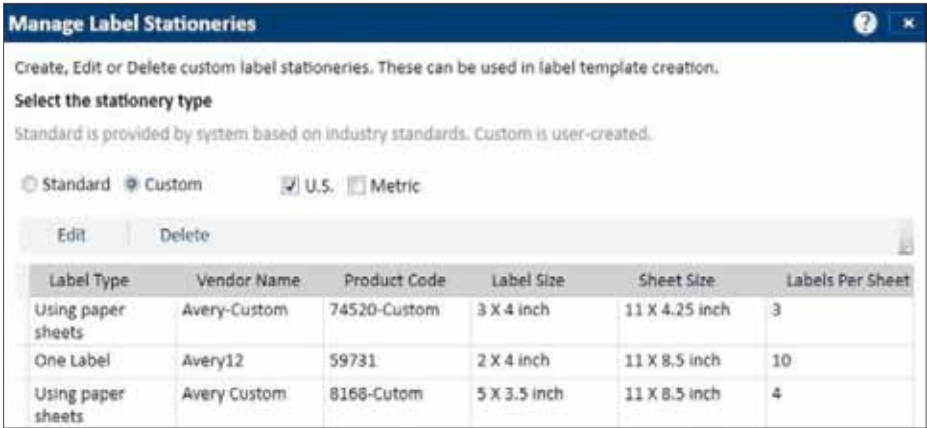 Manage Label Stationeries
Create, Edit or Delete custom label stationeries. These can be used in label template creation.
Select the stationery type
Standard is provided by system based on industry standards. Custom is user-created.
Standard Custom U.S. Metric
Edit Delete
Label Type Vendor Name Product Code Label Size Sheet Size Labels Per Sheet
Using paper Avery-Custom 74520-Custom 3 X 4 inch 11 X 4.25 inch 3
sheets
One Label Avery12 59731 2 X 4 inch 11 X 8.5 inch 10
Using paper Avery Custom 8168-Cutom 5 X 3.5 inch 11 X 8.5 inch 4
sheets